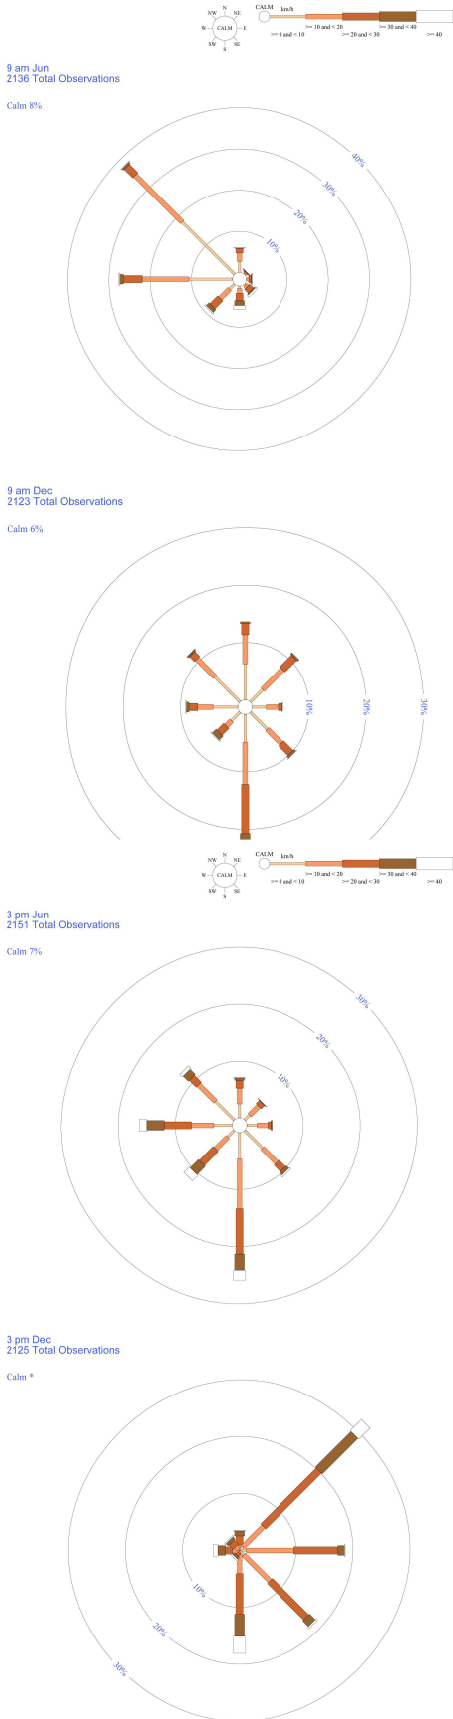 N
NW NE
W CALM E
SW SE
S
CALM km/h
>= 10 and < 20 >= 30 and < 40
>=4 and < 10 >= 20 and < 30 >= 40
9 am Jun
2136 Total Observations
Calm 8%
40%
30%
20%
10%
9 am Dec
2123 Total Observations
Calm 6%
10% 20% 30%
N
NW NE
W CALM E
SW SE
S
CALM km/h
>= 10 and < 20 >= 30 and < 40
>=4 and < 10 >= 20 and < 30 >= 40
3 pm Jun
2151 Total Observations
Calm 7%
30%
20%
10%
3 pm Dec
2125 Total Observations
Calm *
10%
20%
30%